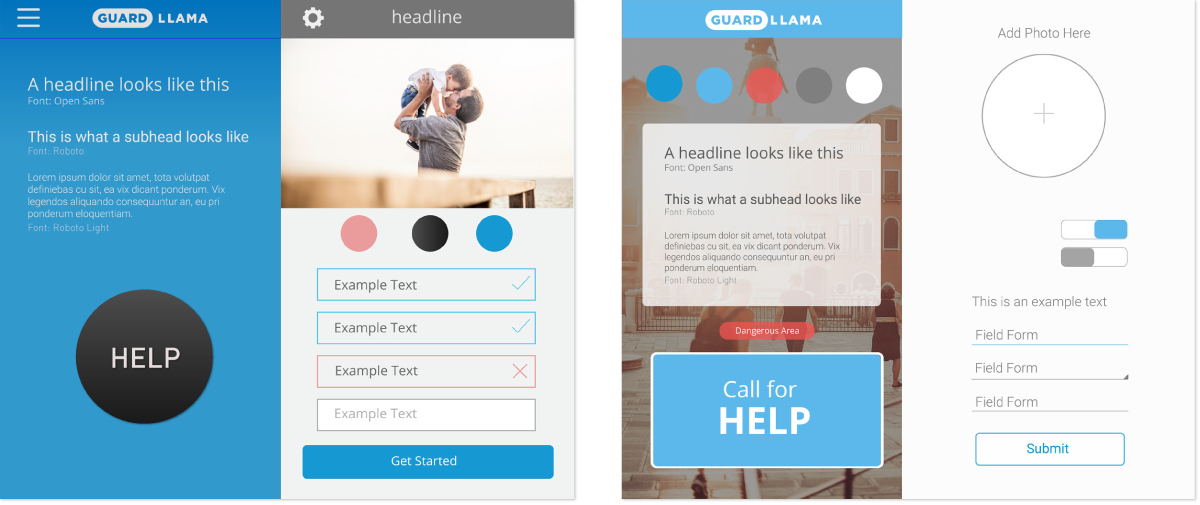 GUARD LLAMA
A headline looks like this
Font: Open Sans
This is what a subhead looks like
Font: Roboto
Lorem ipsum dolor sit amet, tota volutpat
definiebas cu sit, ea vix dicant ponderum. Vix
legendos aliquando consequuntur an, eu pri
ponderum eloquentiam.
Font: Roboto Light
HELP
headline
Example Text
Example Text
Example Text
Example Text
Get Started
GUARD LLAMA
A headline looks like this
Font: Open Sans
This is what a subhead looks like
Font: Roboto
Lorem ipsum dolor sit amet, tota volutpat
definiebas cu sit, ea vix dicant ponderum. Vix
legendos aliquando consequuntur an, eu pri
ponderum eloquentiam.
Font: Roboto Light
Dangerous Area
Call for
HELP
Add Photo Here
This is an example text
Field Form
Field Form
Field Form
Submit